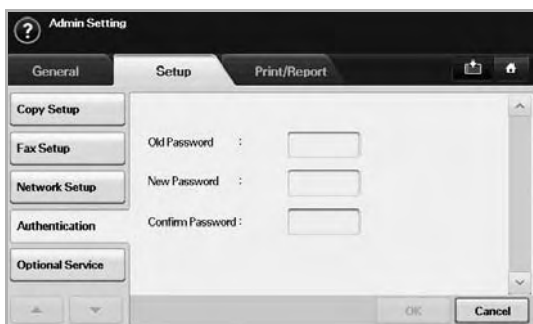 ?
Admin Setting
General Setup Print/Report
Copy Setup
Fax Setup
Network Setup
Authentication
Optional Service
Old Password :
New Password :
Confirm Password :
OK Cancel